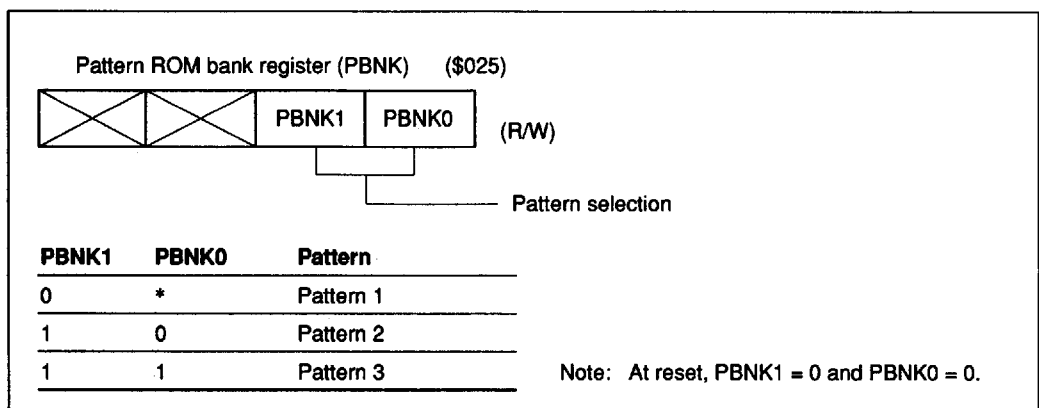 Pattern ROM bank register (PBNK) ($025)
PBNK1 PBNK0 (R/W)
Pattern selection
PBNK1 PBNK0 Pattern
0 * Pattern 1
1 0 Pattern 2
1 1 Pattern 3
Note: At reset, PBNK1 = 0 and PBNK0 = 0.